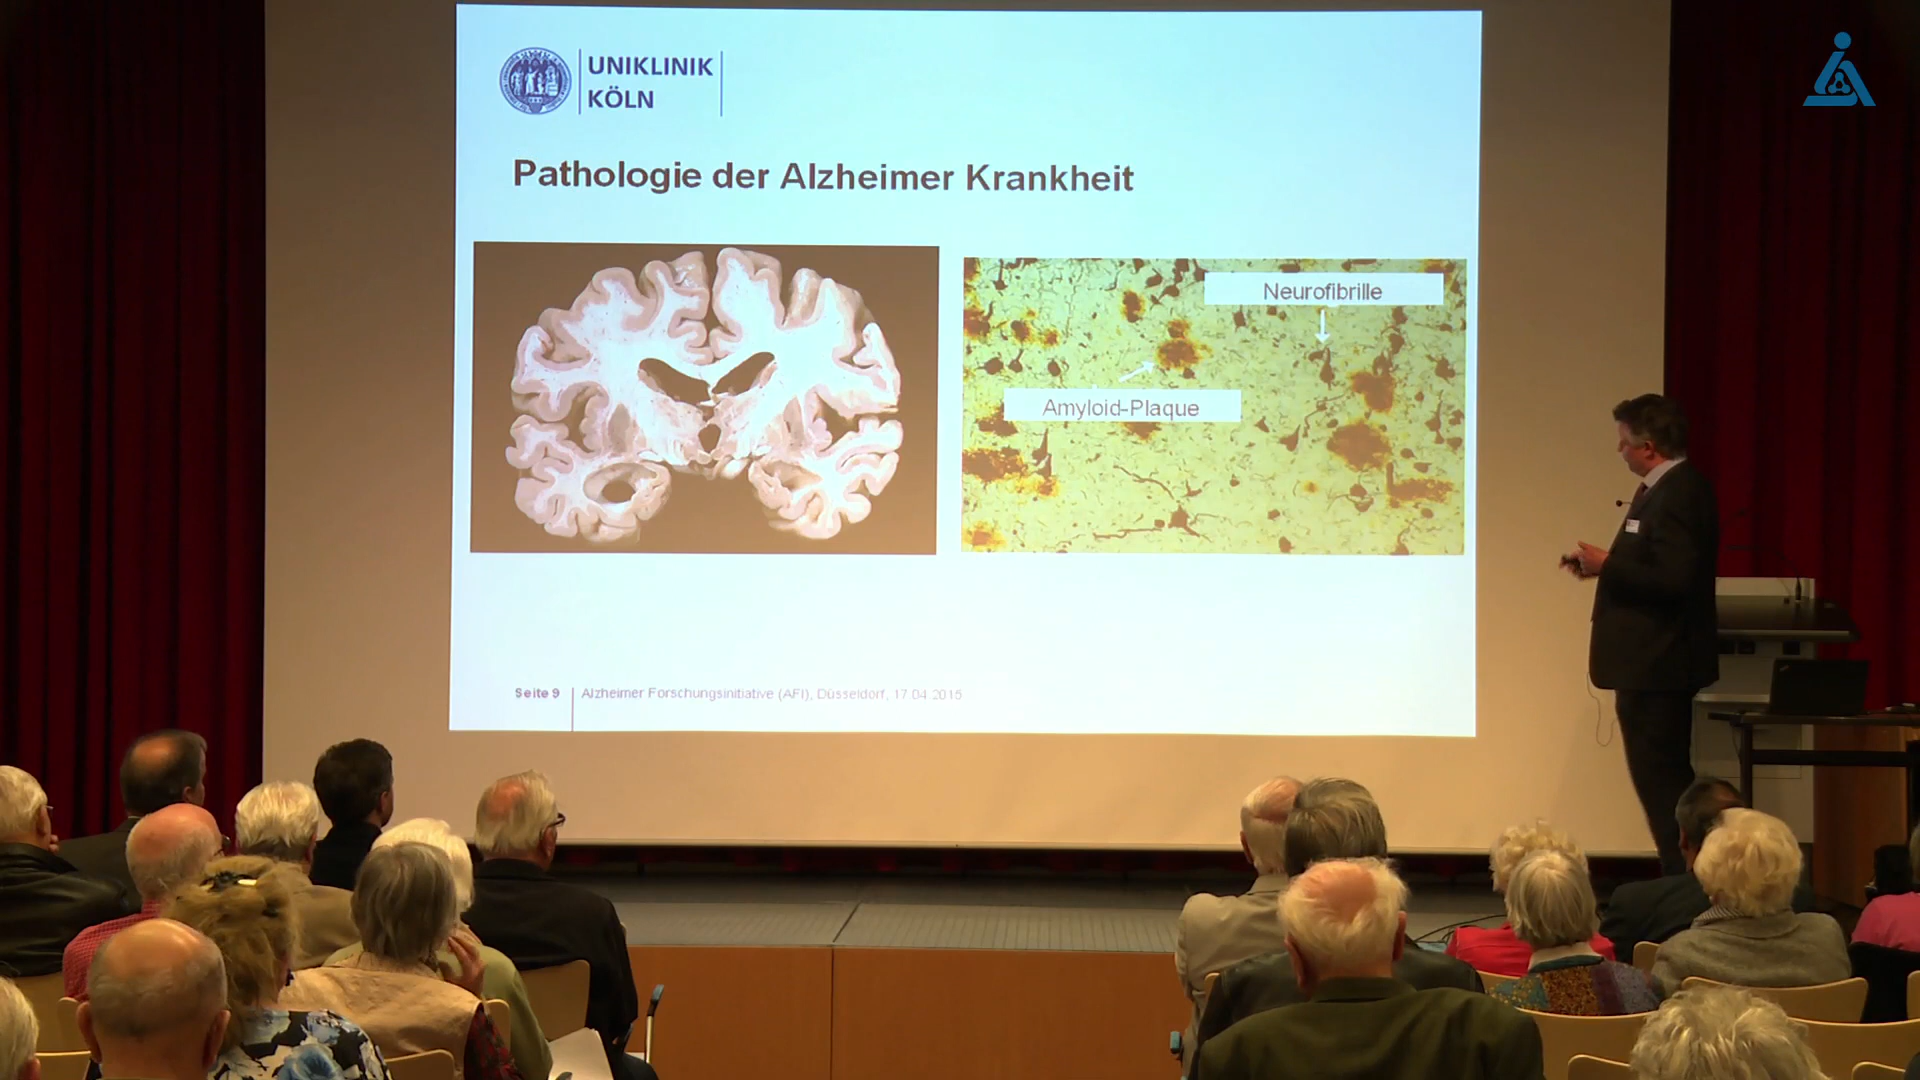 UNIKLINIK
KÖLN
Pathologie der Alzheimer Krankheit
Neurofibrille
Amyloid-Plaque
Seite 9
Alzheimer Forschungsinitiative (AFI), Düsseldorf, 17.04.2015